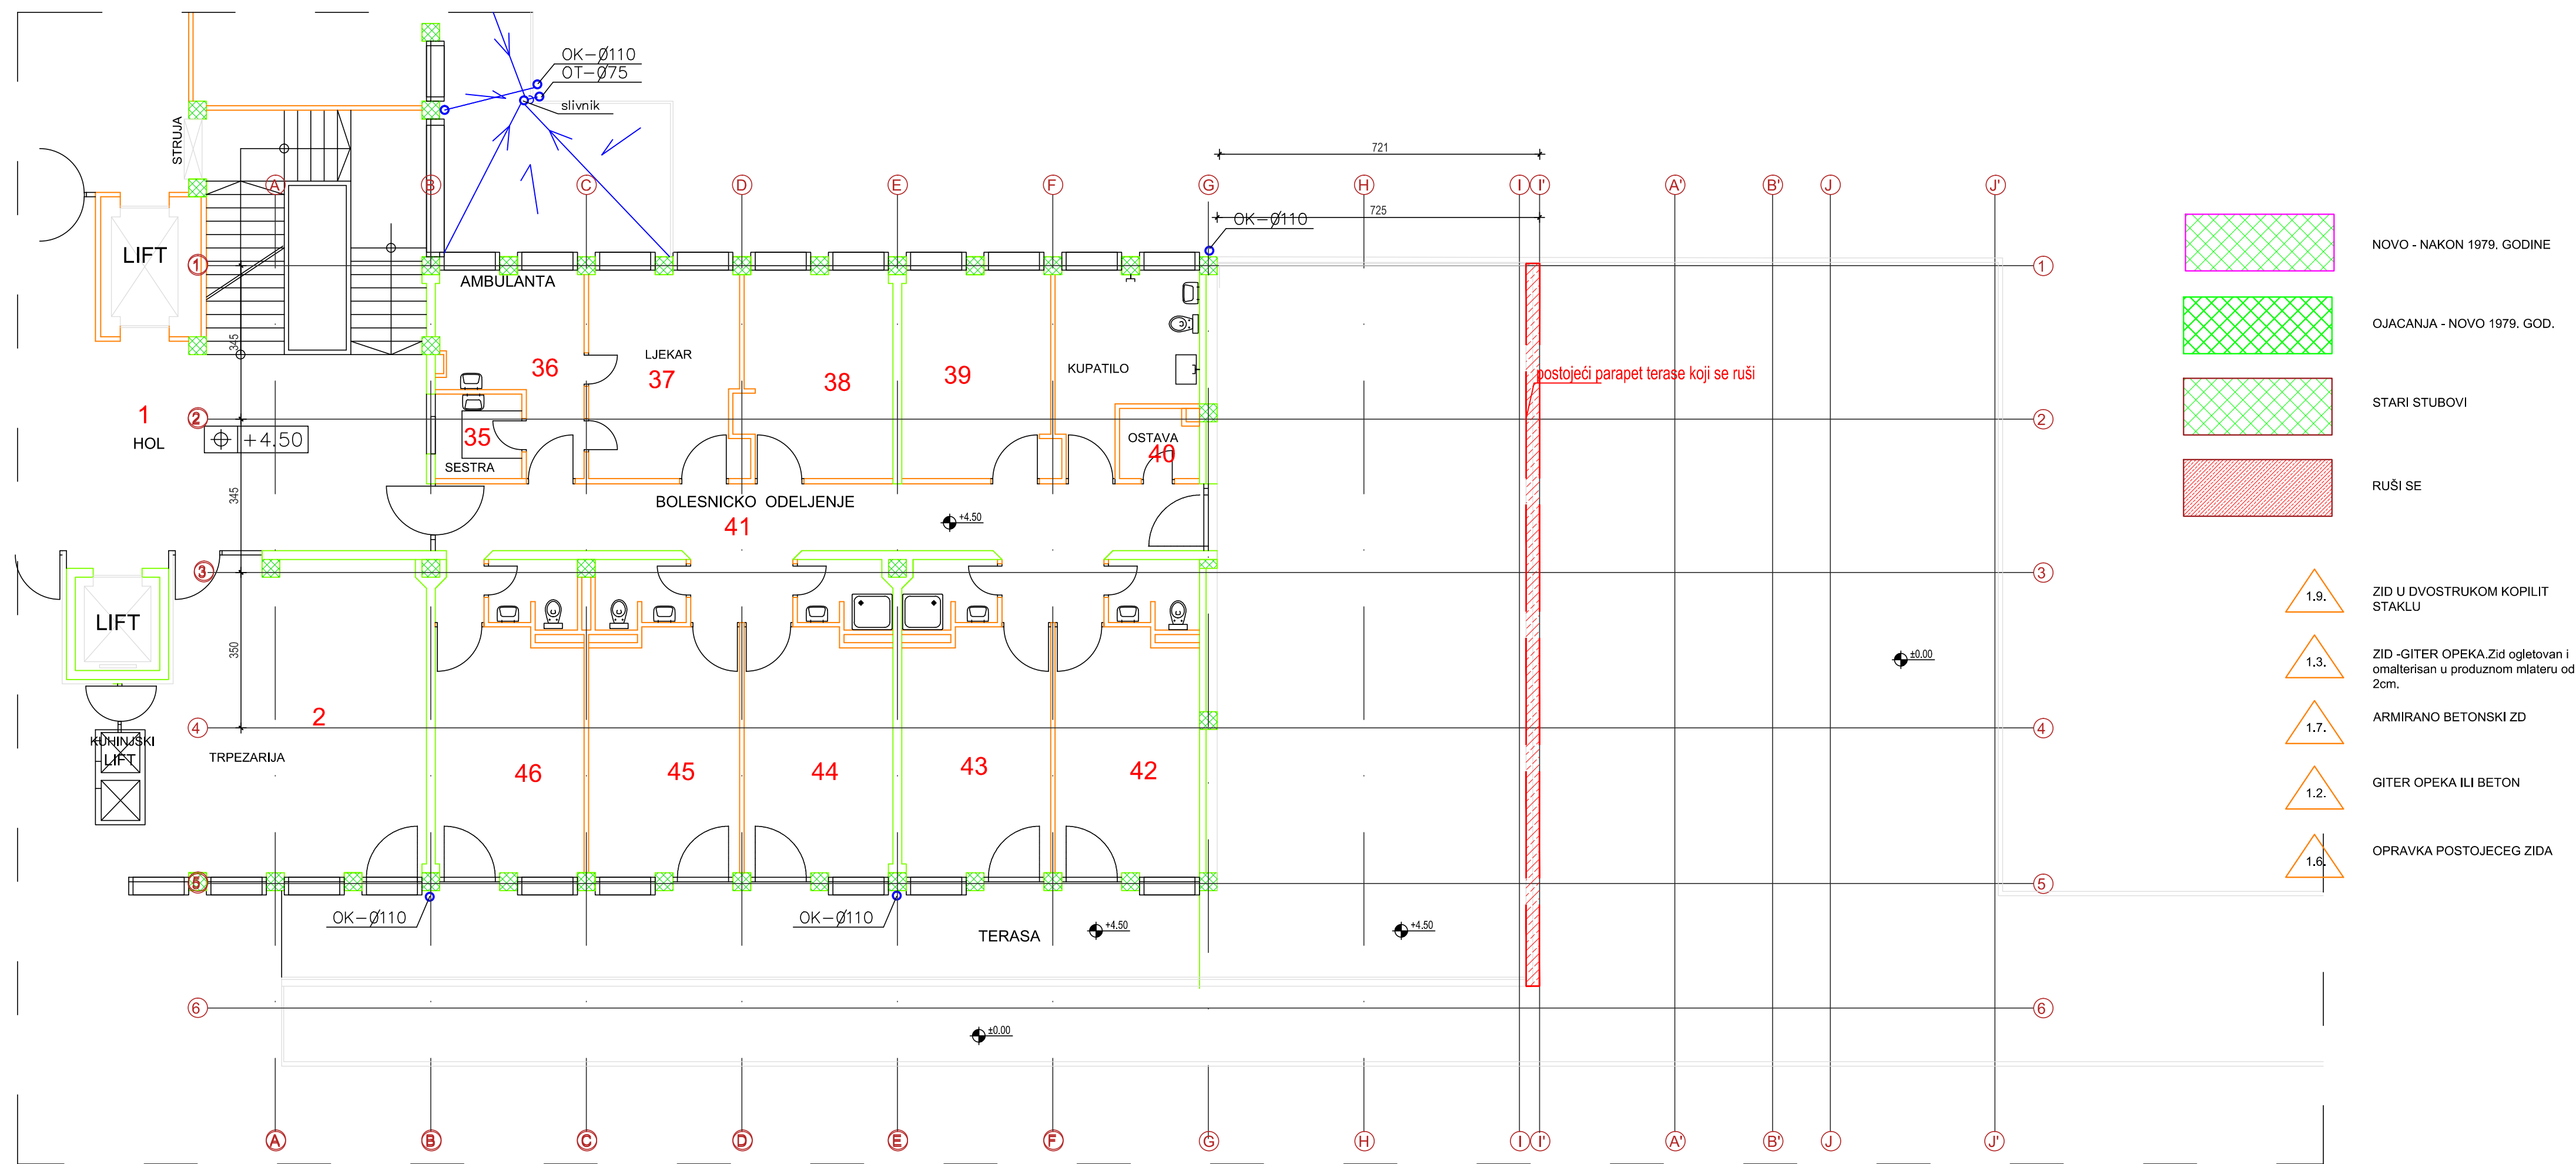 OK-Ø110
OT-Ø75
slivnik
STRUJA
721
A
B
C
D
E
F
G
H
I
I'
A'
B'
J
J'
725
OK-Ø110
LIFT
1
AMBULANTA
1
345
36
LJEKAR
37
38
39
KUPATILO
postojeći parapet terase koji se ruši
1
HOL
2
+4.50
35
SESTRA
OSTAVA
40
2
345
BOLESNICKO ODELJENJE
41
+4.50
3
3
LIFT
350
±0.00
2
4
KUHINJSKI
LIFT
TRPEZARIJA
46
45
44
43
42
4
5
5
OK-Ø110
OK-Ø110
TERASA
+4.50
+4.50
6
6
±0.00
A
B
C
D
E
F
G
H
I
I'
A'
B'
J
J'
NOVO - NAKON 1979. GODINE
OJACANJA - NOVO 1979. GOD.
STARI STUBOVI
RUŠI SE
1.9.
ZID U DVOSTRUKOM KOPILIT
STAKLU
1.3.
ZID -GITER OPEKA.Zid ogletovan i
omalterisan u produznom mlateru od
2cm.
1.7.
ARMIRANO BETONSKI ZD
1.2.
GITER OPEKA ILI BETON
1.6.
OPRAVKA POSTOJECEG ZIDA